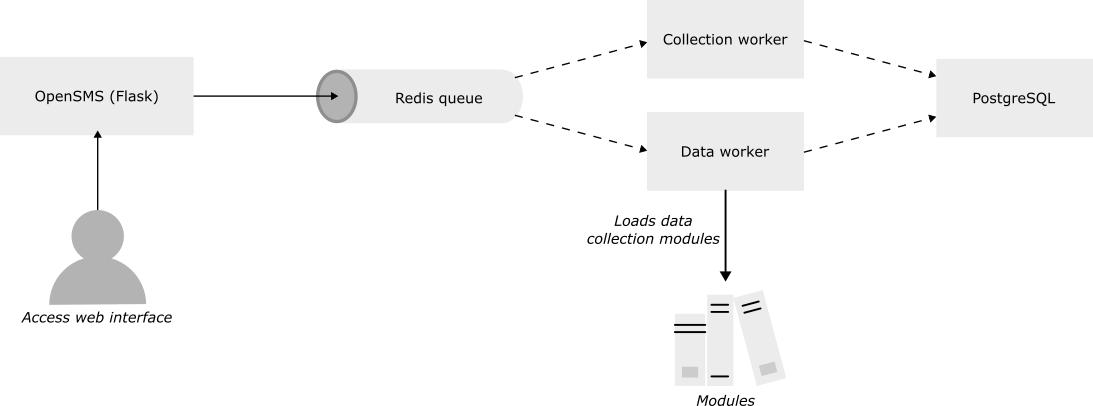 Collection worker
OpenSMS (Flask)
Redis queue
PostgreSQL
Data worker
Loads data
collection modules
Access web interface
Modules